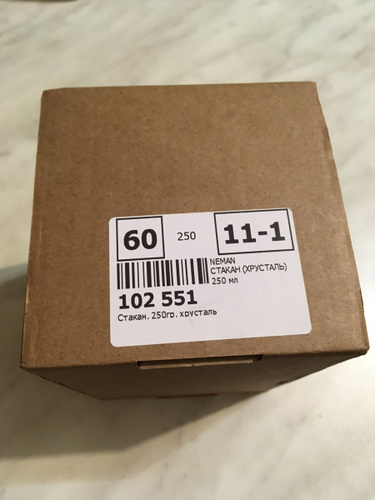 60 250 11-1
NEMAN
СТАКАН (ХРУСТАЛЬ)
250 мл
102 551
Стакан. 250гр. хрусталь